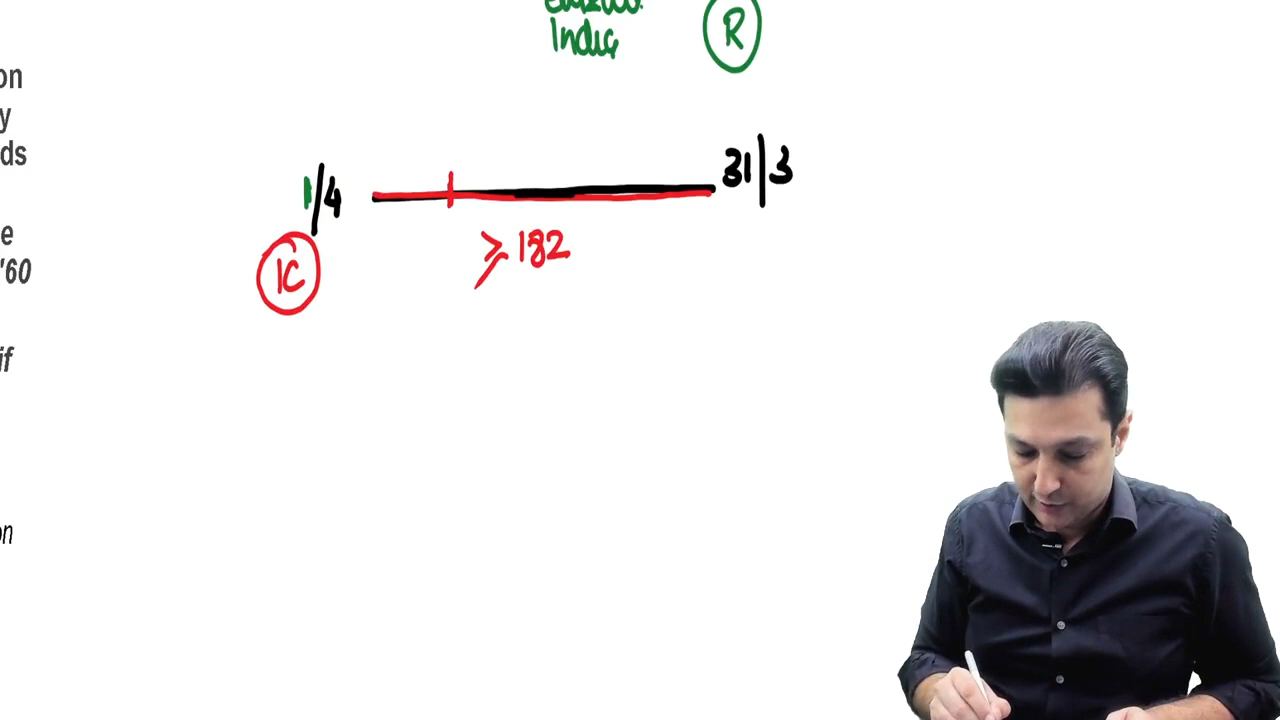 India
R
on
y
ds
1/4
31/3
e
'60
≥ 182
IC
if
on